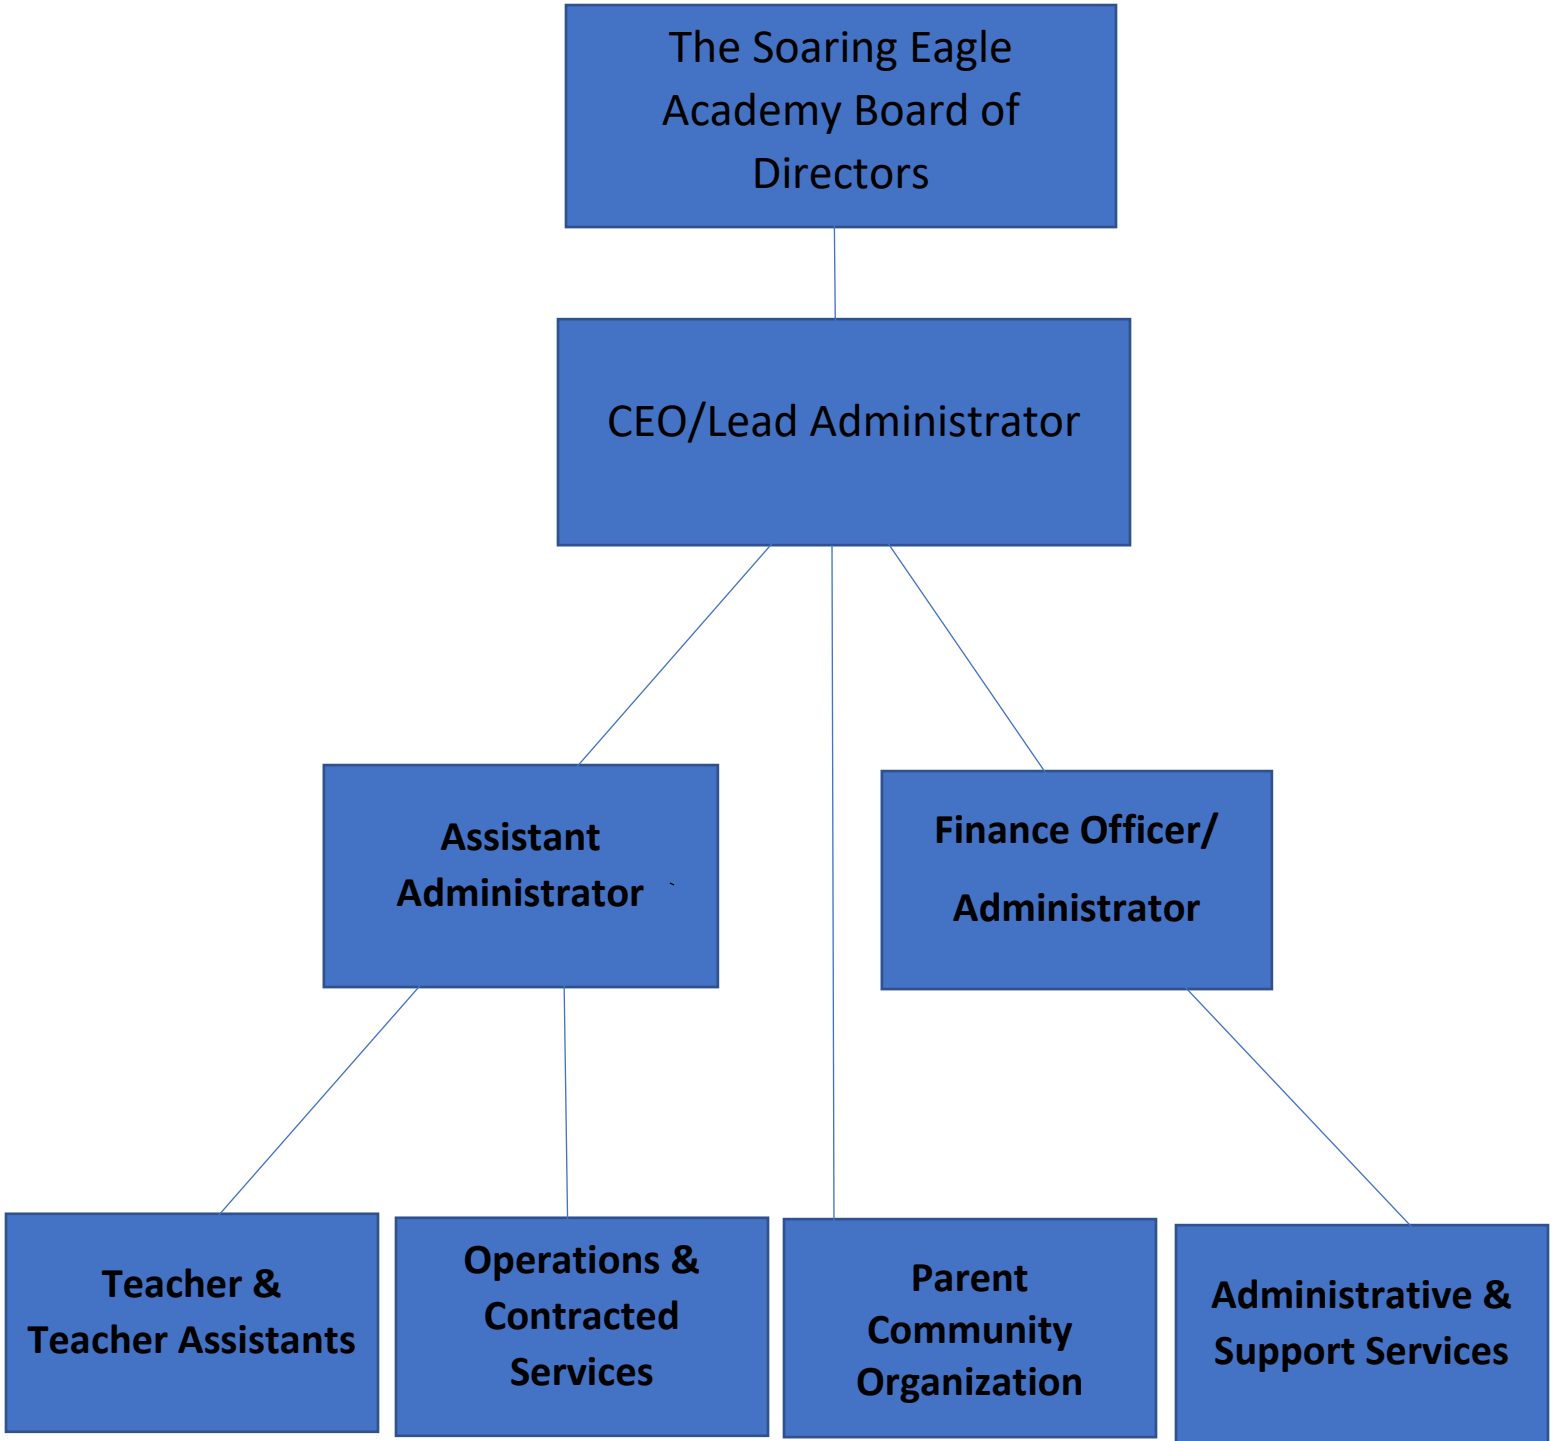 The Soaring Eagle
Academy Board of
Directors
CEO/Lead Administrator
Assistant
Administrator `
Finance Officer/
Administrator
Teacher &
Teacher Assistants
Operations &
Contracted
Services
Parent
Community
Organization
Administrative &
Support Services